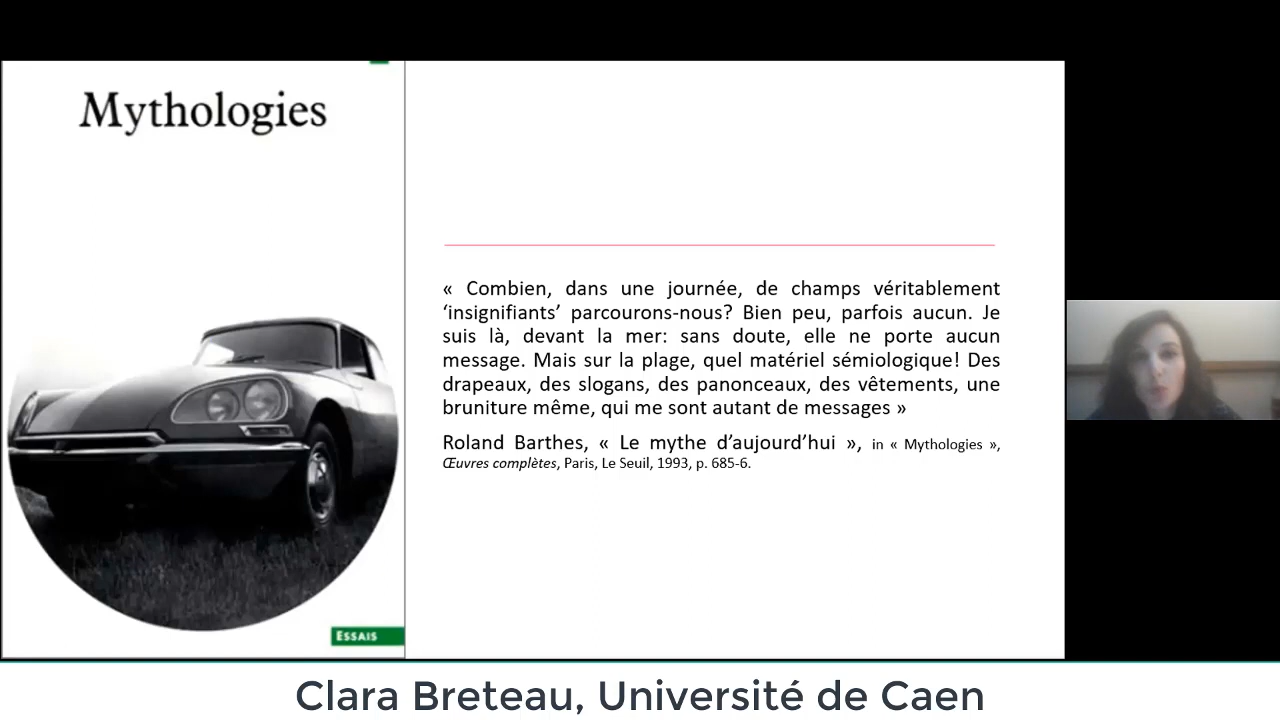 Mythologies
« Combien, dans une journée, de champs véritablement
‘insignifiants’ parcourons-nous? Bien peu, parfois aucun. Je
suis là, devant la mer: sans doute, elle ne porte aucun
message. Mais sur la plage, quel matériel sémiologique! Des
drapeaux, des slogans, des panonceaux, des vêtements, une
bruniture même, qui me sont autant de messages »
Roland Barthes, « Le mythe d’aujourd’hui », in « Mythologies »,
Œuvres complètes, Paris, Le Seuil, 1993, p. 685-6.
ESSAIS
Clara Breteau, Université de Caen